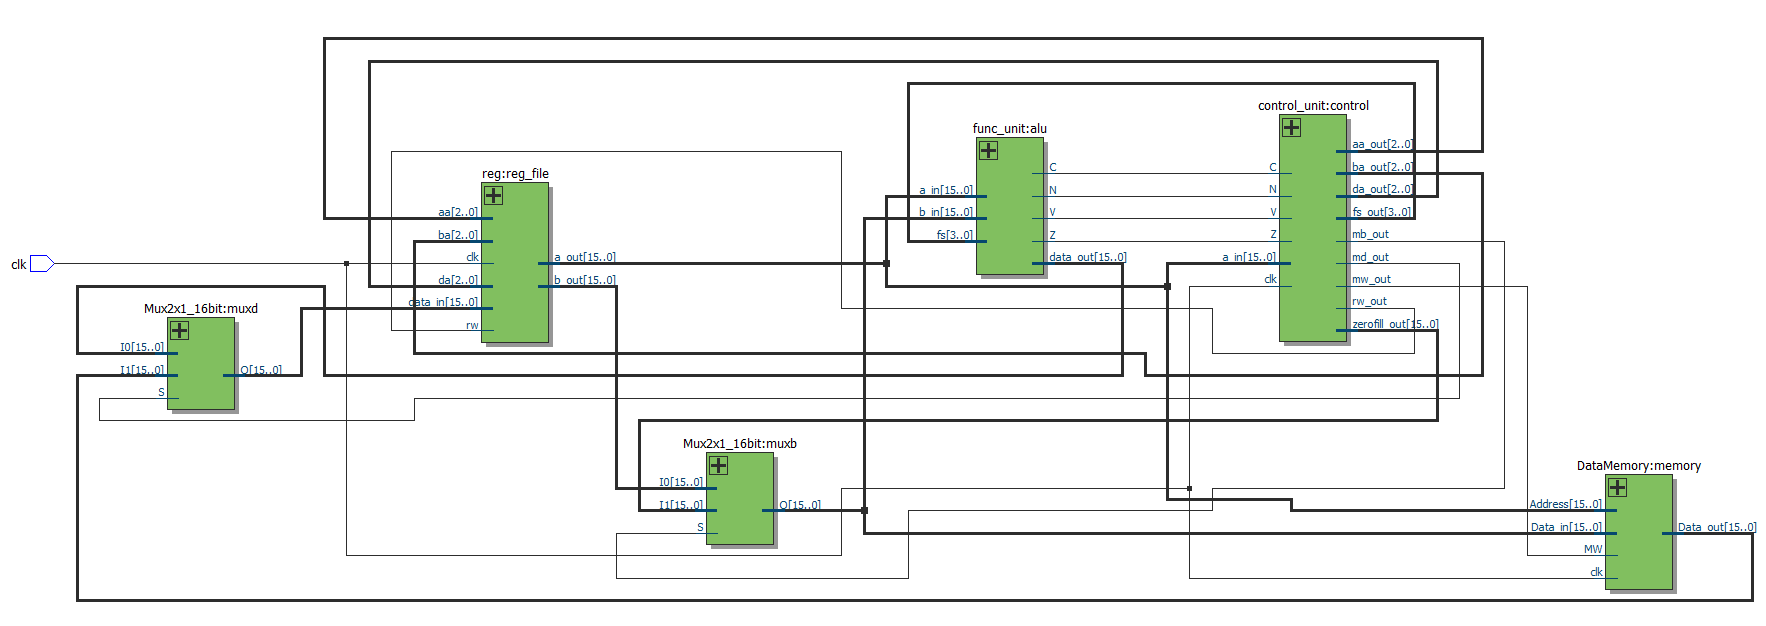 control_unit:control
func_unit:alu
aa_out[2..0]
C
C
ba_out[2..0]
reg:reg_file
a_in[15..0]
N
N
da_out[2..0]
aa[2..0]
b_in[15..0]
V
V
fs_out[3..0]
ba[2..0]
fs[3..0]
Z
Z
mb_out
clk
clk
a_out[15..0]
data_out[15..0]
a_in[15..0]
md_out
da[2..0]
b_out[15..0]
clk
mw_out
data_in[15..0]
rw_out
Mux2x1_16bit:muxd
rw
zerofill_out[15..0]
I0[15..0]
I1[15..0]
O[15..0]
S
Mux2x1_16bit:muxb
DataMemory:memory
I0[15..0]
I1[15..0]
O[15..0]
Address[15..0]
S
Data_in[15..0]
Data_out[15..0]
MW
clk